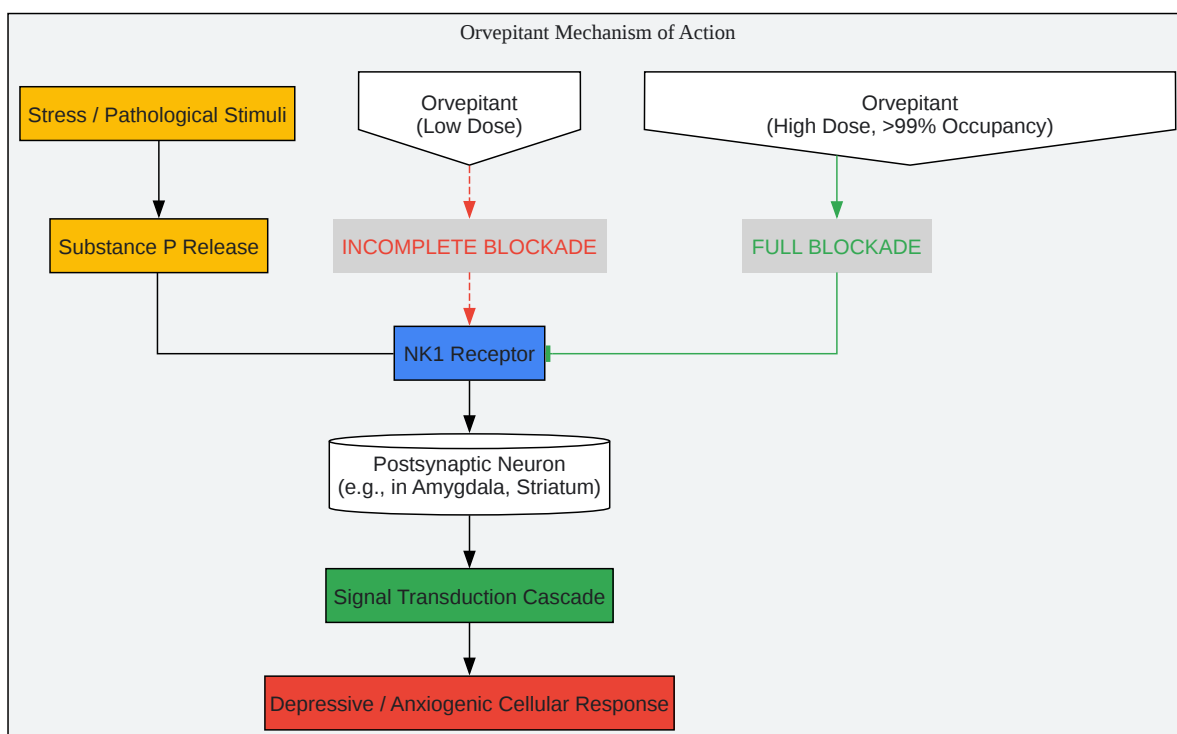 Orvepitant Mechanism of Action
Stress / Pathological Stimuli
Orvepitant
(Low Dose)
Orvepitant
(High Dose, >99% Occupancy)
Substance P Release
INCOMPLETE BLOCKADE
FULL BLOCKADE
NK1 Receptor
Postsynaptic Neuron
(e.g., in Amygdala, Striatum)
Signal Transduction Cascade
Depressive / Anxiogenic Cellular Response